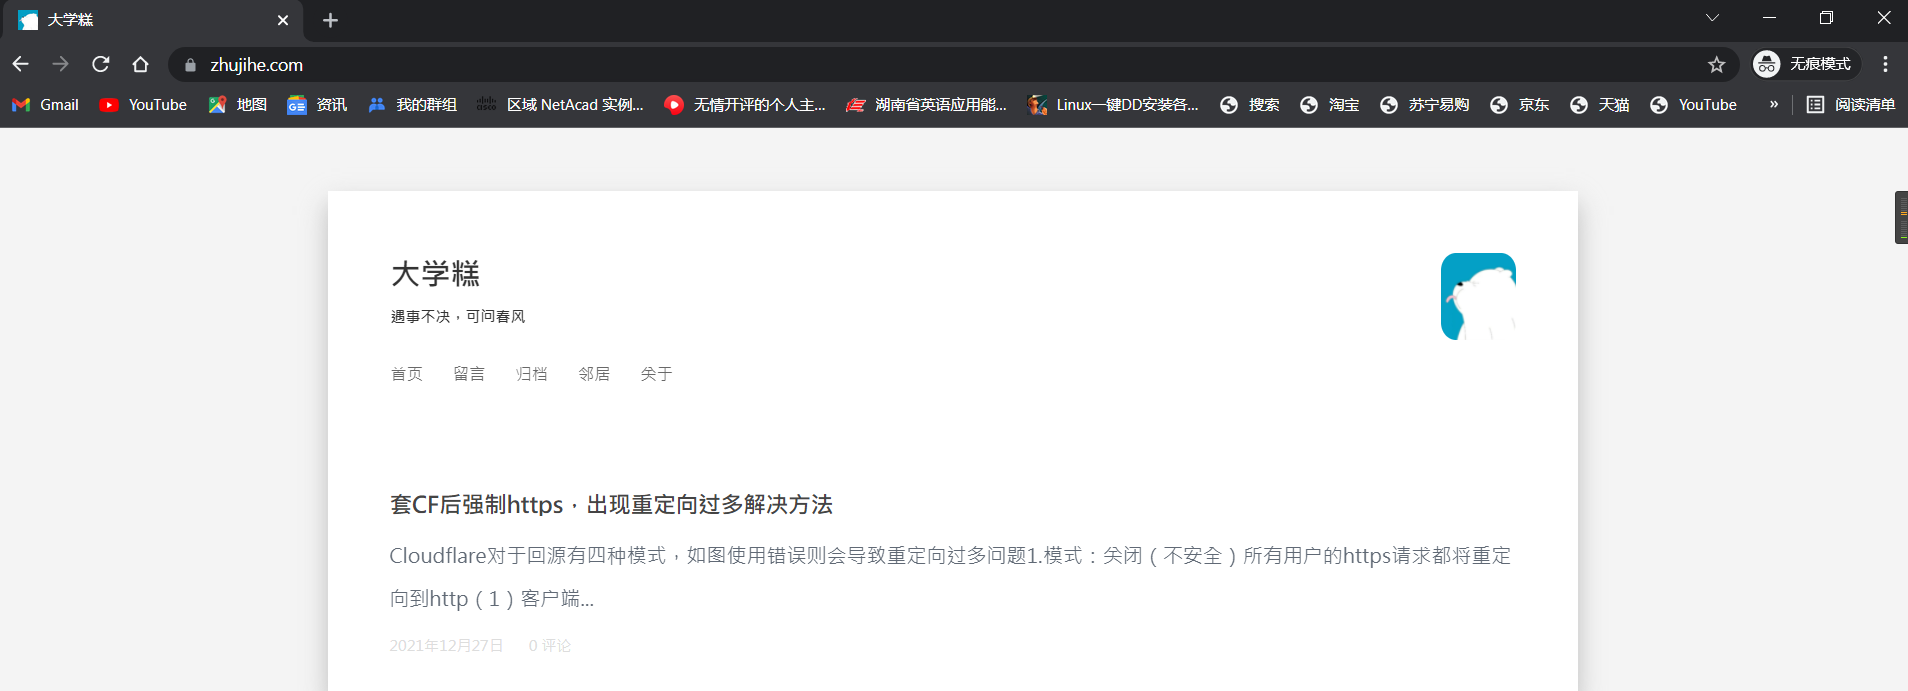 大学糕
zhujihe.com
无痕模式
Gmail YouTube 地图 资讯 我的群组 区域 NetAcad 实例... 无情开评的个人主... 湖南省英语应用能... Linux一键DD安装各... 搜索 淘宝 苏宁易购 京东 天猫 YouTube » 阅读清单
大学糕
遇事不决，可问春风
首页 留言 归档 邻居 关于
套CF后强制https，出现重定向过多解决方法
Cloudflare对于回源有四种模式，如图使用错误则会导致重定向过多问题1.模式：关闭（不安全）所有用户的https请求都将重定
向到http（1）客户端...
2021年12月27日 0 评论